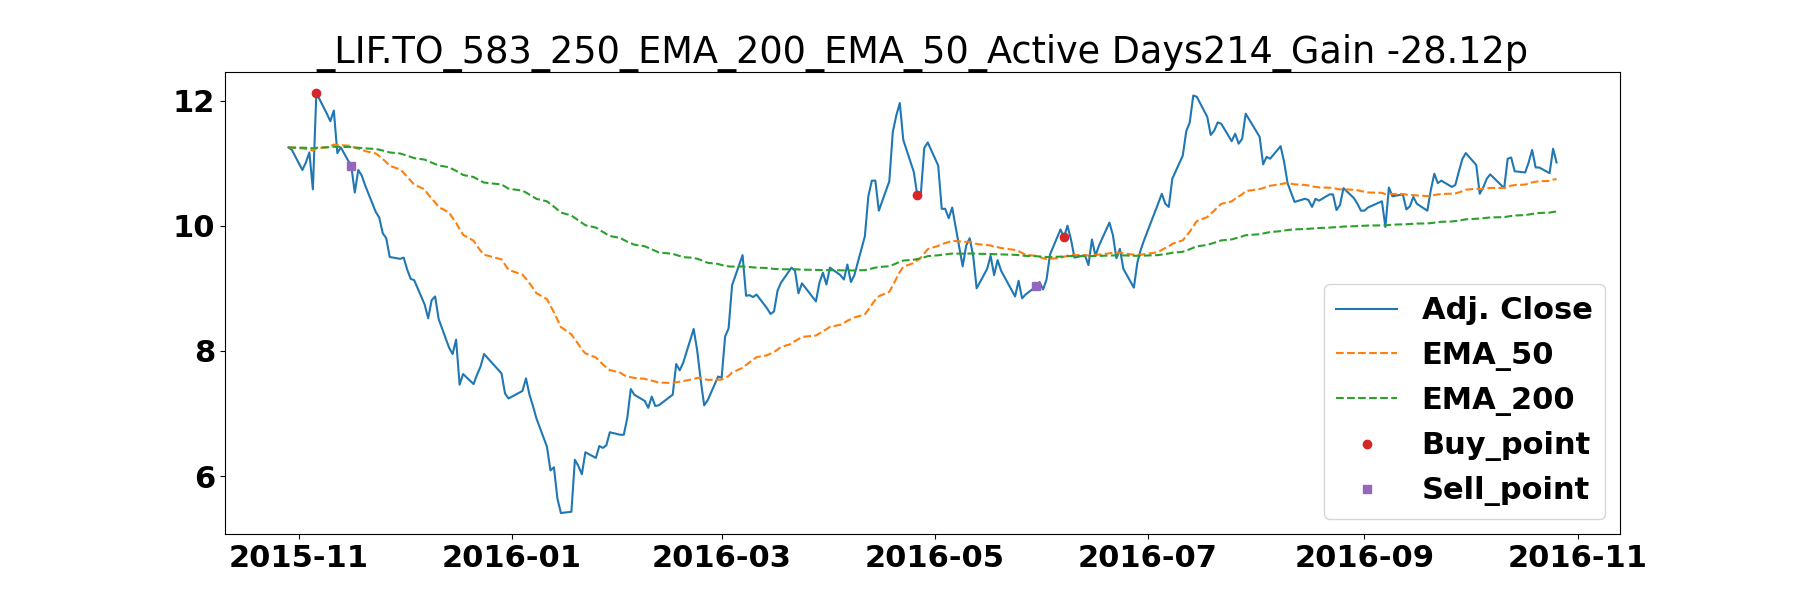 _LIF.TO_583_250_EMA_200_EMA_50_Active Days214_Gain -28.12p
12
10
8
6
2015-11 2016-01 2016-03 2016-05 2016-07 2016-09 2016-11
Adj. Close
EMA_50
EMA_200
Buy_point
Sell_point